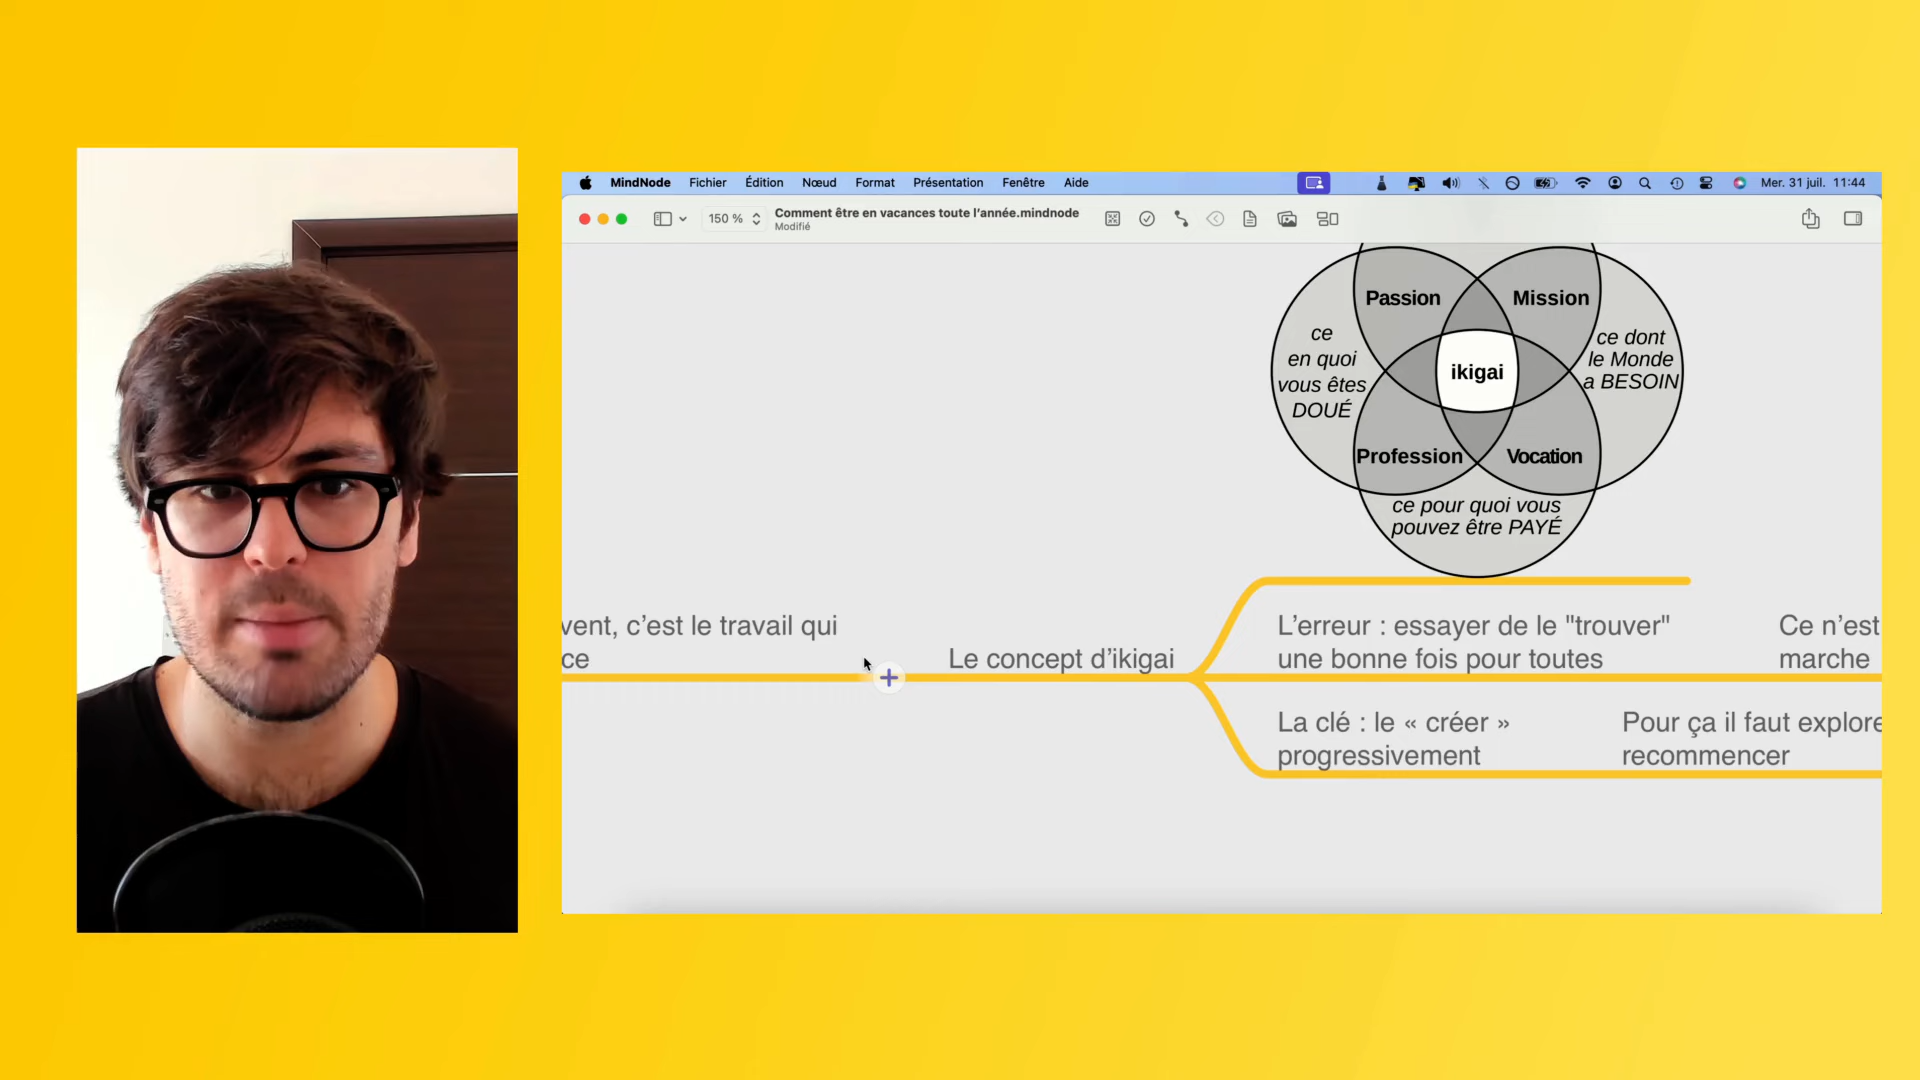 MindNode Fichier Édition Nœud Format Présentation Fenêtre Aide
Mer. 31 juil. 11:44
150 %
Comment être en vacances toute l'année.mindnode
Modifié
Passion
Mission
ce
en quoi
vous êtes
DOUÉ
ikigai
ce dont
le Monde
a BESOIN
Profession
Vocation
ce pour quoi vous
pouvez être PAYÉ
vent, c'est le travail qui
ce
Le concept d'ikigai
L'erreur : essayer de le "trouver"
une bonne fois pour toutes
Ce n'est
marche
La clé : le « créer »
progressivement
Pour ça il faut explore
recommencer